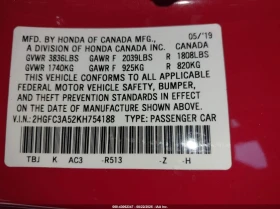 MFD. BY HONDA OF CANADA MFG., 05/19
A DIVISION OF HONDA CANADA INC. CANADA
GVWR 3836LBS GAWR F 2039LBS R 1808LBS
GVWR 1740KG GAWR F 925KG R 820KG
THIS VEHICLE CONFORMS TO ALL APPLICABLE
FEDERAL MOTOR VEHICLE SAFETY, BUMPER,
AND THEFT PREVENTION STANDARDS IN
EFFECT ON THE DATE OF MANUFACTURE SHOWN ABOVE.
V.I.N: 2HGFC3A52KH754188 TYPE: PASSENGER CAR
TBJ K AC3 -R513 -Z -H